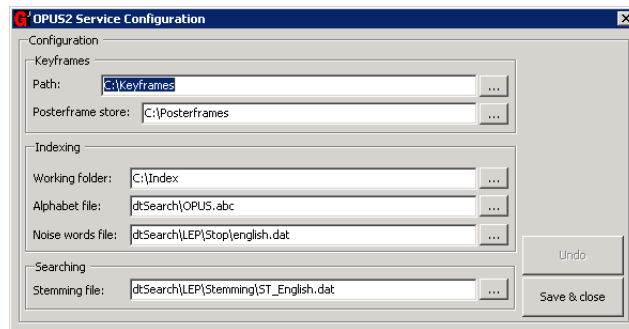 OPUS2 Service Configuration
Configuration
Keyframes
Path: C:\Keyframes ...
Posterframe store: C:\Posterframes ...
Indexing
Working folder: C:\Index ...
Alphabet file: dtSearch\OPUS.abc ...
Noise words file: dtSearch\LEP\Stop\english.dat ...
Undo
Searching
Stemming file: dtSearch\LEP\Stemming\ST_English.dat ...
Save & close